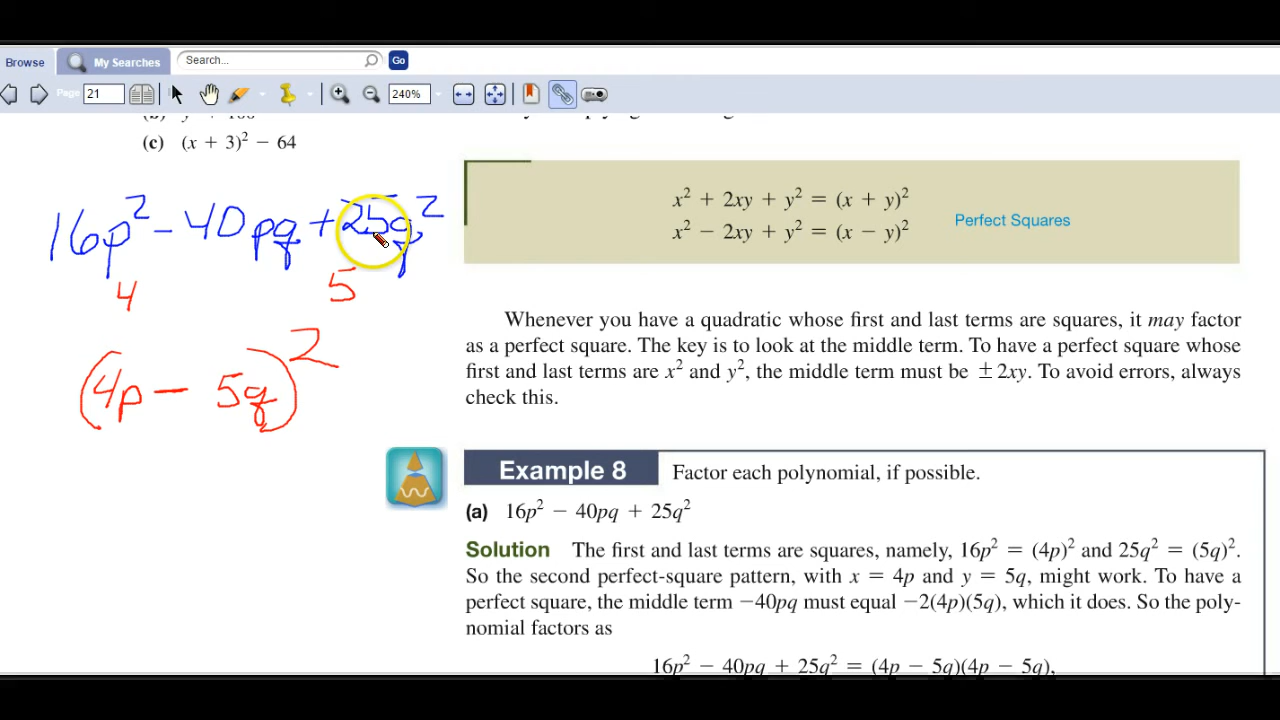 Browse My Searches Search... Go
Page 21 240%
(c) (x + 3)² − 64
16p² − 40pq + 25q²
4 5
(4p − 5q)²
x² + 2xy + y² = (x + y)²
x² − 2xy + y² = (x − y)²
Perfect Squares
Whenever you have a quadratic whose first and last terms are squares, it may factor
as a perfect square. The key is to look at the middle term. To have a perfect square whose
first and last terms are x² and y², the middle term must be ±2xy. To avoid errors, always
check this.
Example 8 Factor each polynomial, if possible.
(a) 16p² − 40pq + 25q²
Solution The first and last terms are squares, namely, 16p² = (4p)² and 25q² = (5q)².
So the second perfect-square pattern, with x = 4p and y = 5q, might work. To have a
perfect square, the middle term −40pq must equal −2(4p)(5q), which it does. So the poly-
nomial factors as
16p² − 40pq + 25q² = (4p − 5q)(4p − 5q),